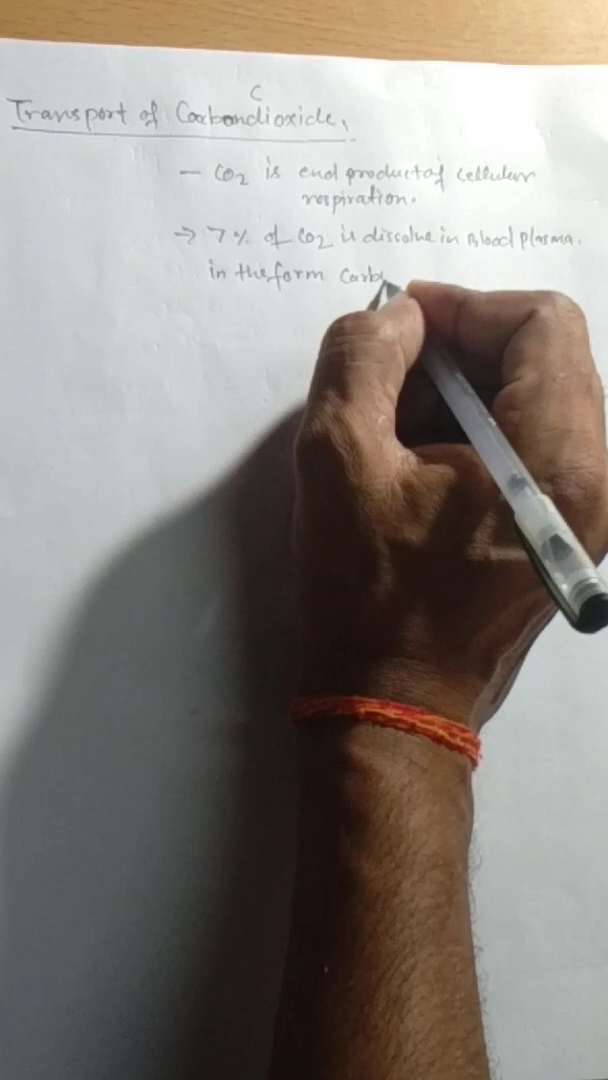 C
Transport of Carbondioxide.
- CO2 is end product of cellular
respiration.
→ 7% of CO2 is dissolve in Blood plasma.
in the form Carb